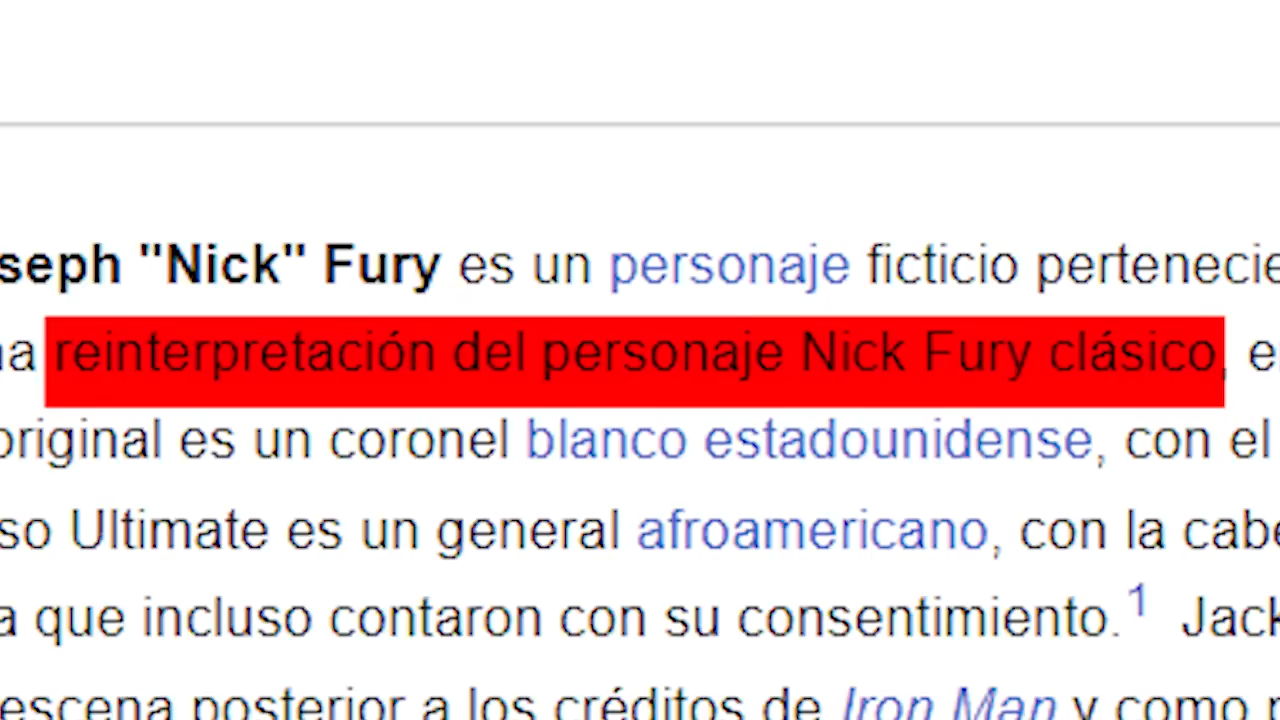 seph "Nick" Fury es un personaje ficticio pertenecie
na reinterpretación del personaje Nick Fury clásico, e
original es un coronel blanco estadounidense, con el
so Ultimate es un general afroamericano, con la cabe
a que incluso contaron con su consentimiento.1 Jack
escena posterior a los créditos de Iron Man y como p